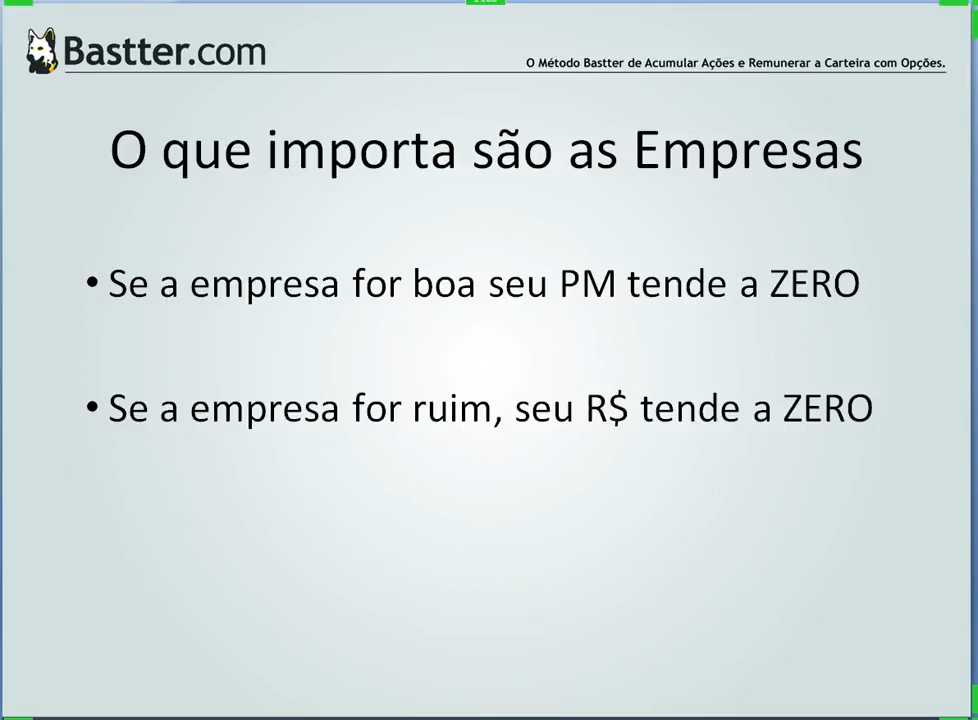 Bastter.com
O Método Bastter de Acumular Ações e Remunerar a Carteira com Opções.
O que importa são as Empresas
• Se a empresa for boa seu PM tende a ZERO
• Se a empresa for ruim, seu R$ tende a ZERO